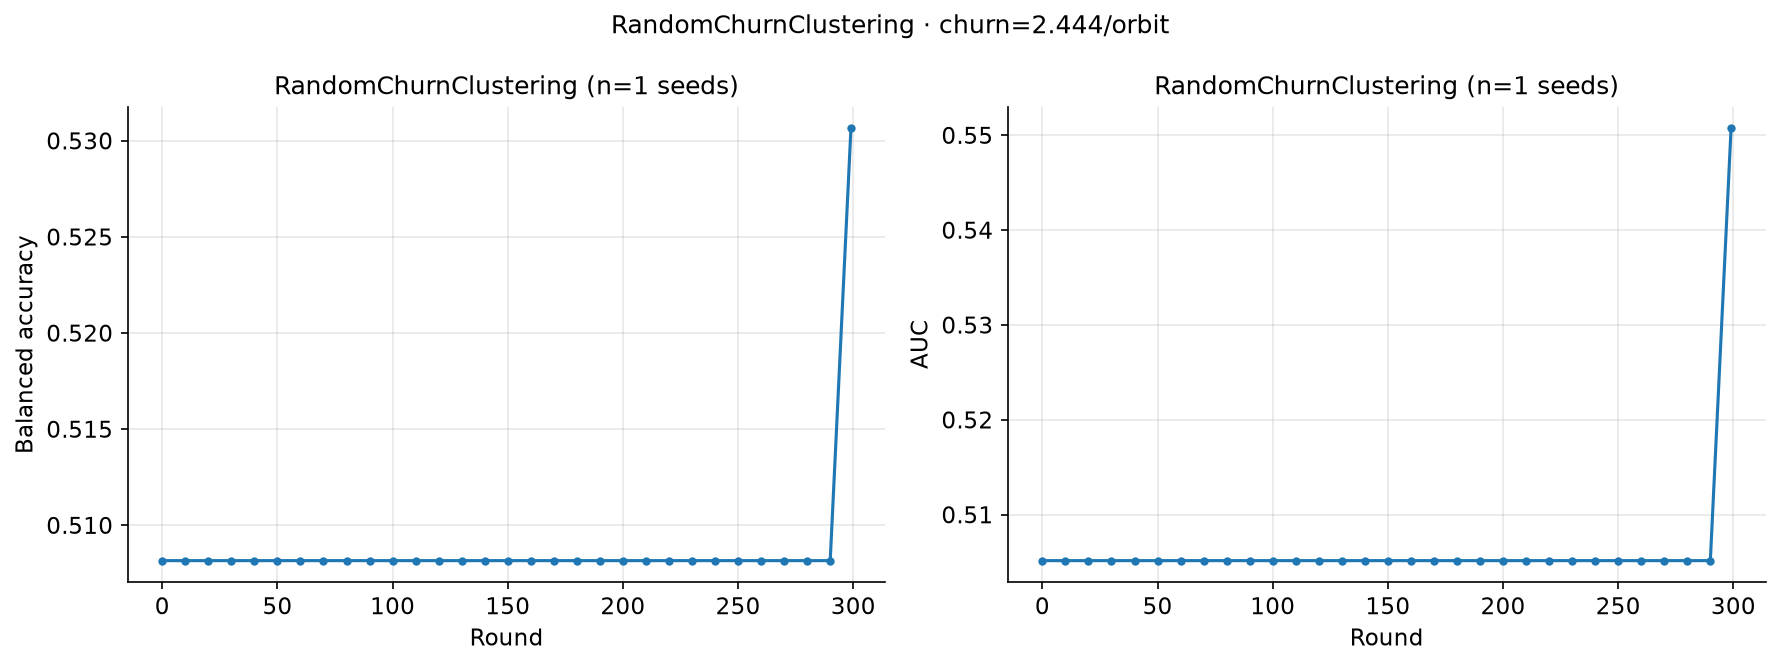 RandomChurnClustering · churn=2.444/orbit
RandomChurnClustering (n=1 seeds)
0.530
0.525
0.520
0.515
0.510
Balanced accuracy
0 50 100 150 200 250 300
Round
RandomChurnClustering (n=1 seeds)
0.55
0.54
0.53
0.52
0.51
AUC
0 50 100 150 200 250 300
Round